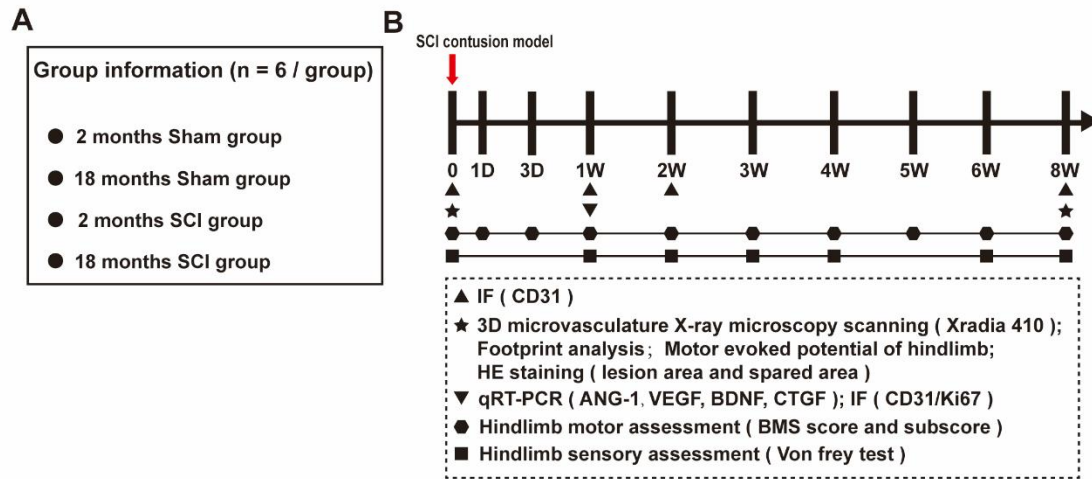 A
Group information (n = 6 / group)
● 2 months Sham group
● 18 months Sham group
● 2 months SCI group
● 18 months SCI group
B
SCI contusion model
0 1D 3D 1W 2W 3W 4W 5W 6W 8W
▲ IF ( CD31 )
★ 3D microvasculature X-ray microscopy scanning ( Xradia 410 );
Footprint analysis; Motor evoked potential of hindlimb;
HE staining ( lesion area and spared area )
▼ qRT-PCR ( ANG-1, VEGF, BDNF, CTGF ); IF ( CD31/Ki67 )
⬣ Hindlimb motor assessment ( BMS score and subscore )
■ Hindlimb sensory assessment ( Von frey test )